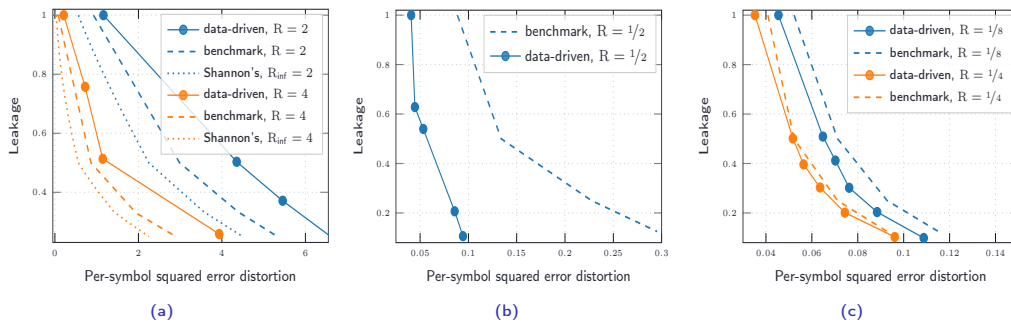 1
0.8
0.6
0.4
Leakage
0
2
4
6
Per-symbol squared error distortion
data-driven, R = 2
benchmark, R = 2
Shannon's, R_inf = 2
data-driven, R = 4
benchmark, R = 4
Shannon's, R_inf = 4
(a)
1
0.8
0.6
0.4
0.2
Leakage
0.05
0.1
0.15
0.2
0.25
0.3
Per-symbol squared error distortion
benchmark, R = 1/2
data-driven, R = 1/2
(b)
1
0.8
0.6
0.4
0.2
Leakage
0.04
0.06
0.08
0.1
0.12
0.14
Per-symbol squared error distortion
data-driven, R = 1/8
benchmark, R = 1/8
data-driven, R = 1/4
benchmark, R = 1/4
(c)